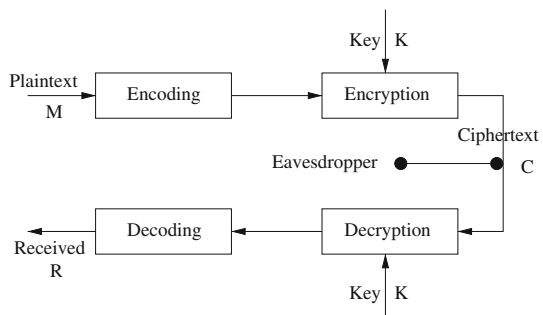 Key K
Plaintext
M
Encoding
Encryption
Ciphertext
C
Eavesdropper
Decoding
Decryption
Received
R
Key K